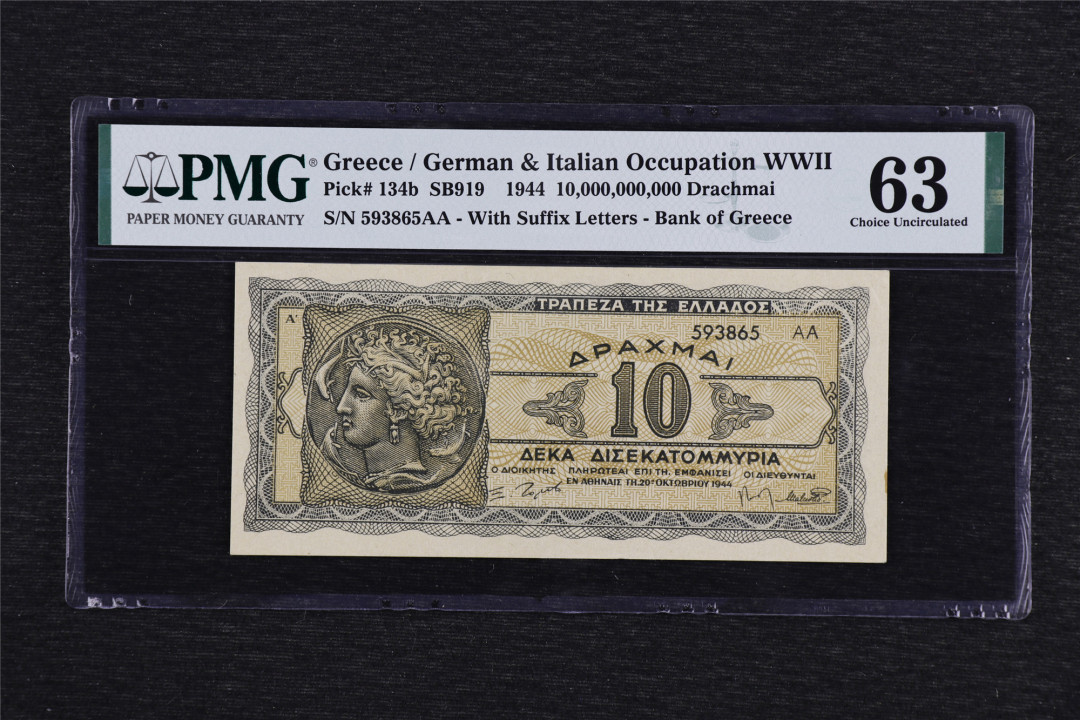 PMG®
PAPER MONEY GUARANTY
Greece / German & Italian Occupation WWII
Pick# 134b SB919 1944 10,000,000,000 Drachmai
S/N 593865AA - With Suffix Letters - Bank of Greece
63
Choice Uncirculated
ΤΡΑΠΕΖΑ ΤΗΣ ΕΛΛΑΔΟΣ
Α'
593865 AA
ΔΡΑΧΜΑΙ
10
ΔΕΚΑ ΔΙΣΕΚΑΤΟΜΜΥΡΙΑ
Ο ΔΙΟΙΚΗΤΗΣ ΠΛΗΡΩΤΕΑΙ ΕΠΙ ΤΗ, ΕΜΦΑΝΙΣΕΙ ΟΙ ΔΙΕΥΘΥΝΤΑΙ
ΕΝ ΑΘΗΝΑΙΣ ΤΗ, 20ῌ ΟΚΤΩΒΡΙΟΥ 1944